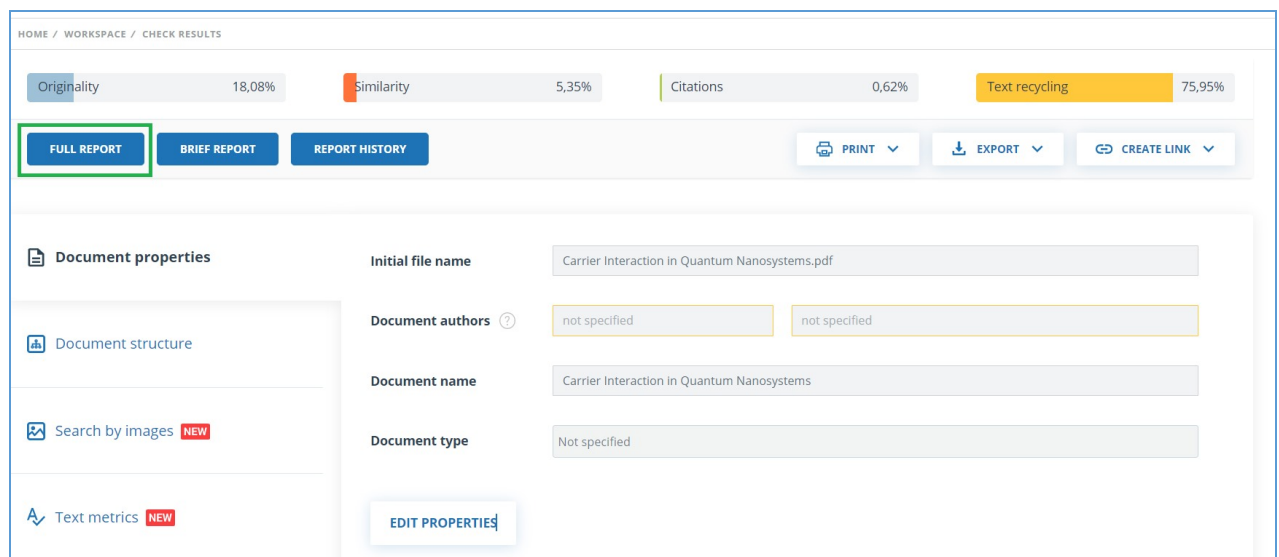 HOME / WORKSPACE / CHECK RESULTS
Originality 18,08% Similarity 5,35% Citations 0,62% Text recycling 75,95%
FULL REPORT BRIEF REPORT REPORT HISTORY PRINT EXPORT CREATE LINK
Document properties
Document structure
Search by images NEW
Text metrics NEW
Initial file name Carrier Interaction in Quantum Nanosystems.pdf
Document authors ? not specified not specified
Document name Carrier Interaction in Quantum Nanosystems
Document type Not specified
EDIT PROPERTIES